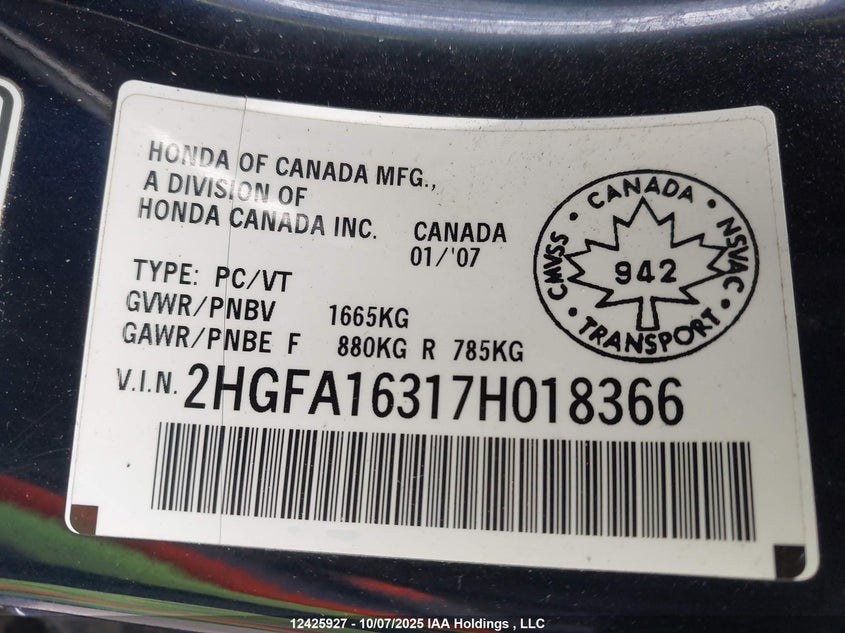 HONDA OF CANADA MFG.,
A DIVISION OF
HONDA CANADA INC. CANADA
01/'07
TYPE: PC/VT
GVWR/PNBV 1665KG
GAWR/PNBE F 880KG R 785KG
V.I.N. 2HGFA16317H018366
CANADA • NSVAC • TRANSPORT • CMVSS •
942
12425927 - 10/07/2025 IAA Holdings , LLC